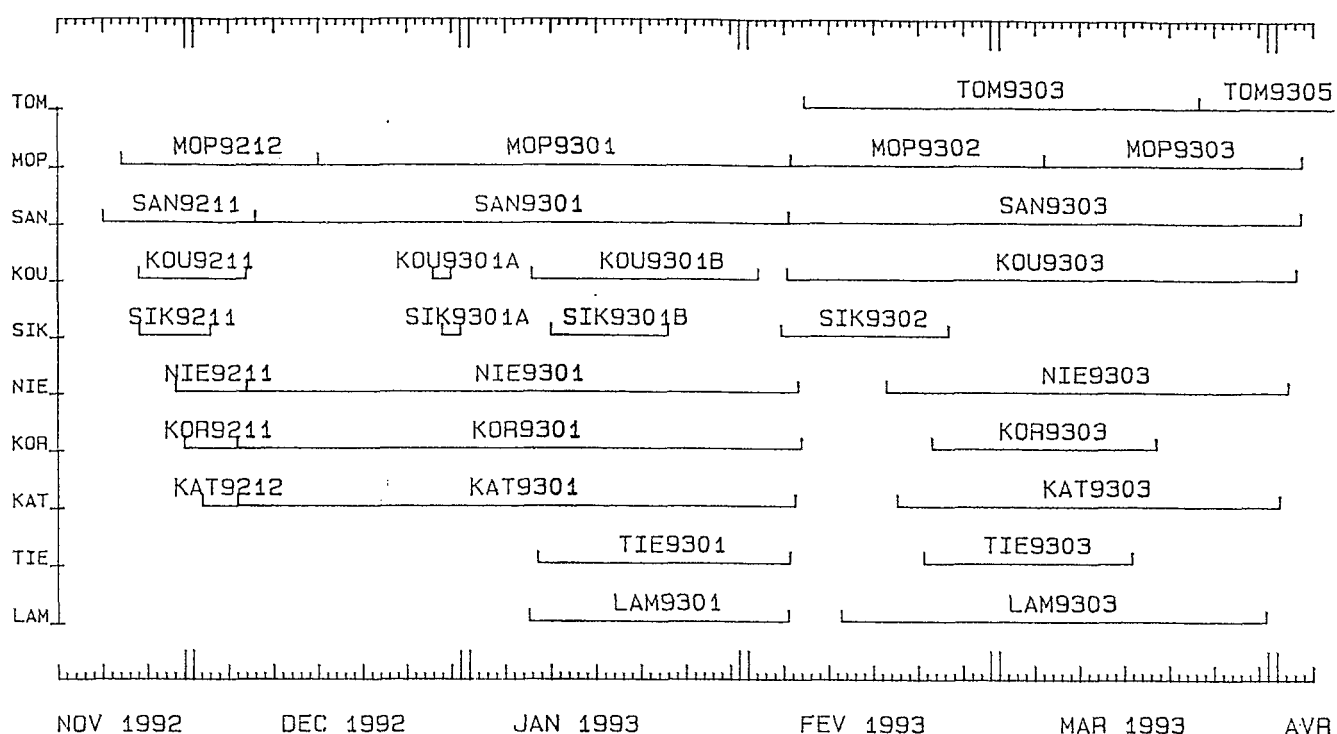 TOM TOM9303 TOM9305
MOP MOP9212 MOP9301 MOP9302 MOP9303
SAN SAN9211 SAN9301 SAN9303
KOU KOU9211 KOU9301A KOU9301B KOU9303
SIK SIK9211 SIK9301A SIK9301B SIK9302
NIE NIE9211 NIE9301 NIE9303
KOR KOR9211 KOR9301 KOR9303
KAT KAT9212 KAT9301 KAT9303
TIE TIE9301 TIE9303
LAM LAM9301 LAM9303
NOV 1992 DEC 1992 JAN 1993 FEV 1993 MAR 1993 AVR